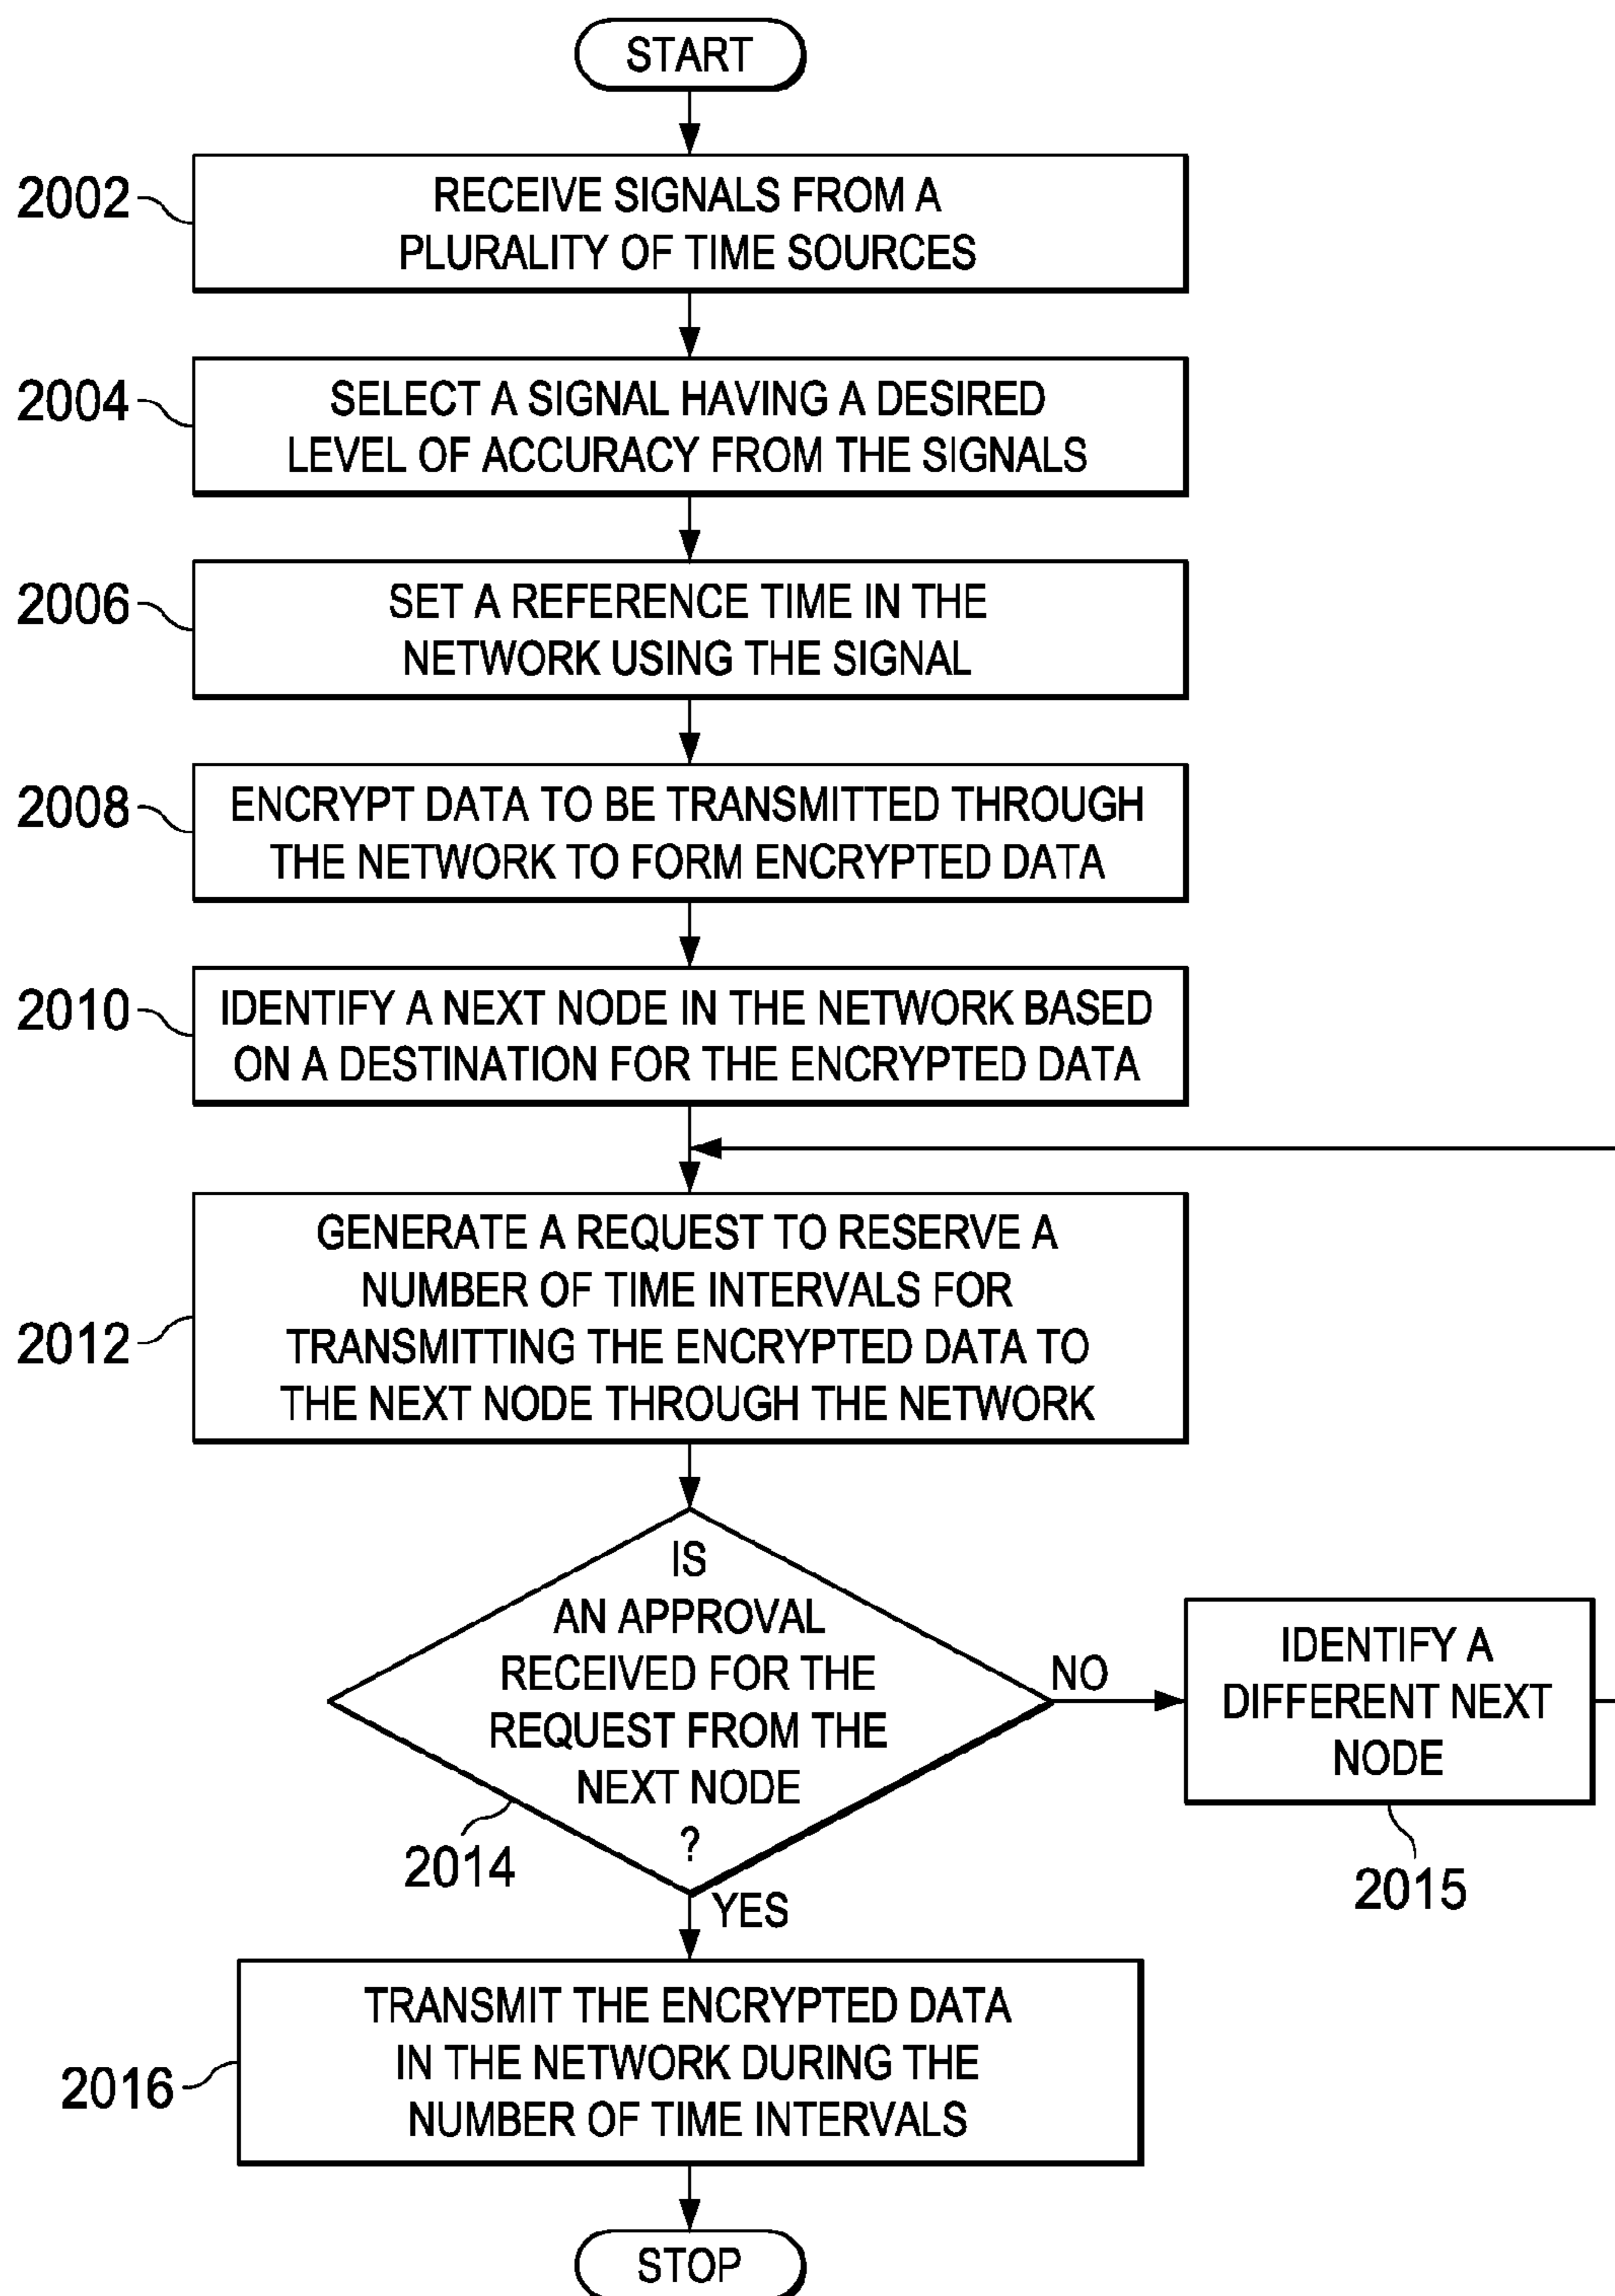 START
2002
RECEIVE SIGNALS FROM A
PLURALITY OF TIME SOURCES
2004
SELECT A SIGNAL HAVING A DESIRED
LEVEL OF ACCURACY FROM THE SIGNALS
2006
SET A REFERENCE TIME IN THE
NETWORK USING THE SIGNAL
2008
ENCRYPT DATA TO BE TRANSMITTED THROUGH
THE NETWORK TO FORM ENCRYPTED DATA
2010
IDENTIFY A NEXT NODE IN THE NETWORK BASED
ON A DESTINATION FOR THE ENCRYPTED DATA
2012
GENERATE A REQUEST TO RESERVE A
NUMBER OF TIME INTERVALS FOR
TRANSMITTING THE ENCRYPTED DATA TO
THE NEXT NODE THROUGH THE NETWORK
IS
AN APPROVAL
RECEIVED FOR THE
REQUEST FROM THE
NEXT NODE
?
2014
NO
IDENTIFY A
DIFFERENT NEXT
NODE
2015
YES
2016
TRANSMIT THE ENCRYPTED DATA
IN THE NETWORK DURING THE
NUMBER OF TIME INTERVALS
STOP